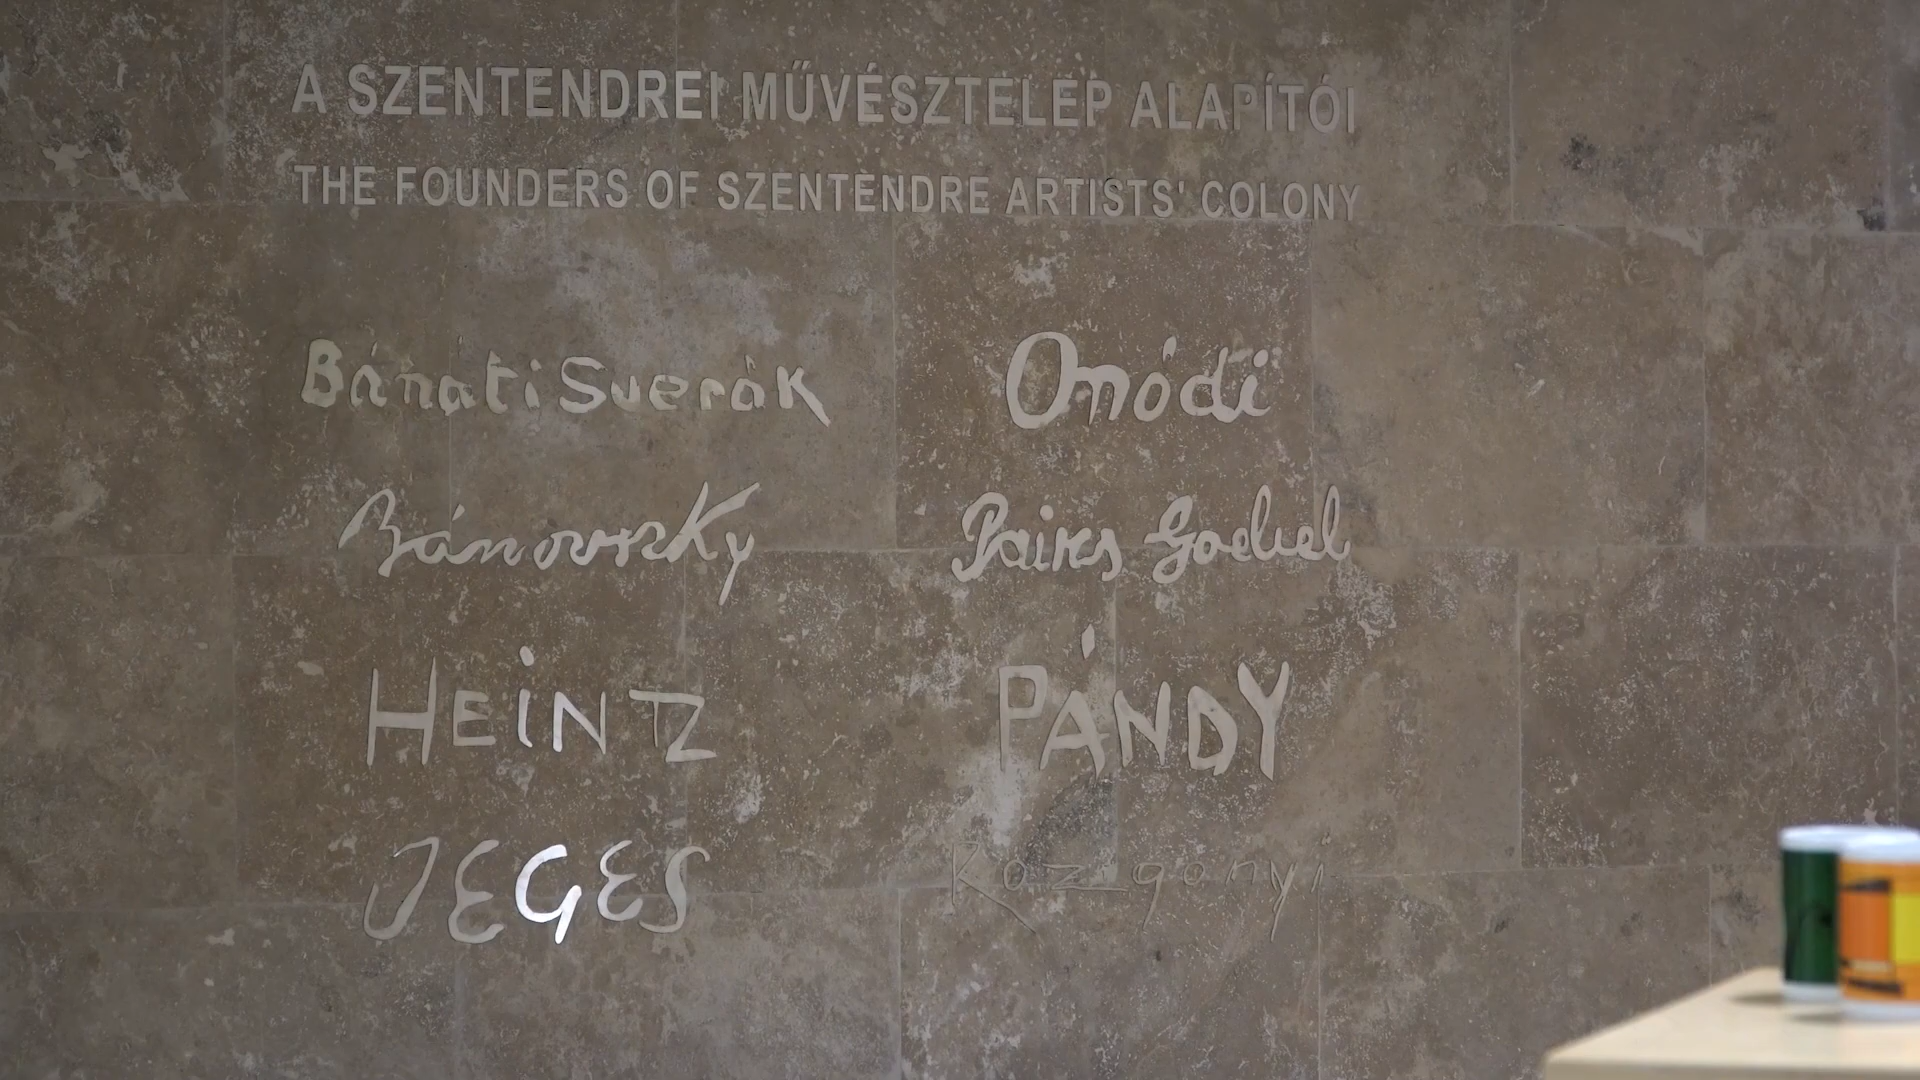 A SZENTENDREI MŰVÉSZTELEP ALAPÍTÓI
THE FOUNDERS OF SZENTENDRE ARTISTS' COLONY
Bánáti Sverák
Onódi
Bánovszky
Paizs Goebel
HEiNTZ
PÁNDY
JEGES
Rozgonyi